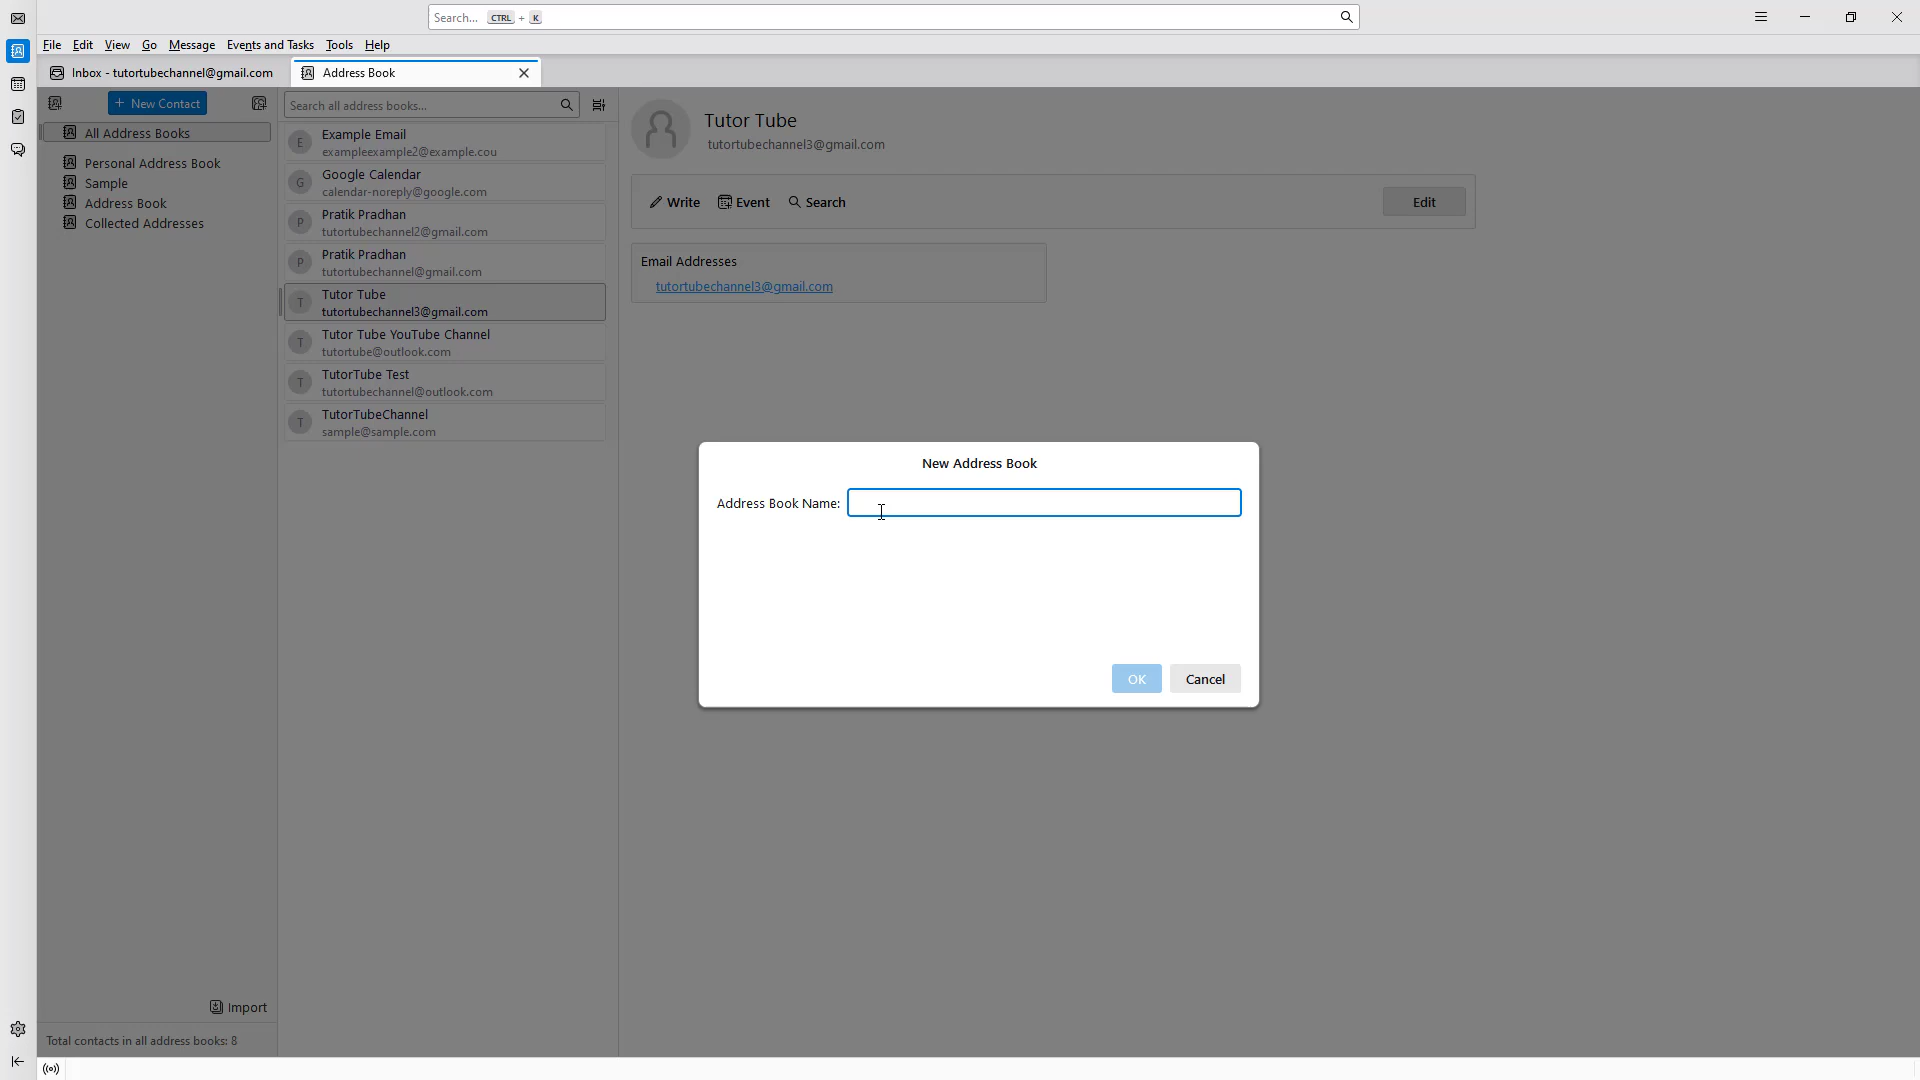 Search... CTRL + K
File Edit View Go Message Events and Tasks Tools Help
Inbox - tutortubechannel@gmail.com
Address Book
+ New Contact
All Address Books
Personal Address Book
Sample
Address Book
Collected Addresses
Import
Total contacts in all address books: 8
Search all address books...
E
Example Email
exampleexample2@example.cou
G
Google Calendar
calendar-noreply@google.com
P
Pratik Pradhan
tutortubechannel2@gmail.com
P
Pratik Pradhan
tutortubechannel@gmail.com
T
Tutor Tube
tutortubechannel3@gmail.com
T
Tutor Tube YouTube Channel
tutortube@outlook.com
T
TutorTube Test
tutortubechannel@outlook.com
T
TutorTubeChannel
sample@sample.com
Tutor Tube
tutortubechannel3@gmail.com
Write Event Search Edit
Email Addresses
tutortubechannel3@gmail.com
New Address Book
Address Book Name:
OK Cancel